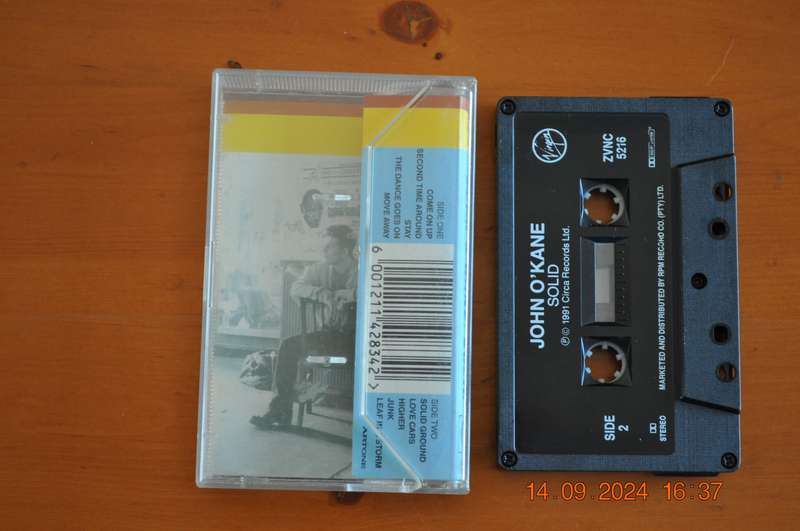 SIDE ONE
COME ON UP
SECOND TIME AROUND
STAY
THE DANCE GOES ON
MOVE AWAY
6 001211 428342 >
SIDE TWO
SOLID GROUND
LOVE CARS
HIGHER
JUNK
LEAF STORM
ARTONE
Virgin
ZVNC
5216
JOHN O'KANE
SOLID
Ⓟ © 1991 Circa Records Ltd.
MARKETED AND DISTRIBUTED BY RPM RECORD CO. (PTY) LTD.
SIDE
2
STEREO
14.09.2024 16:37